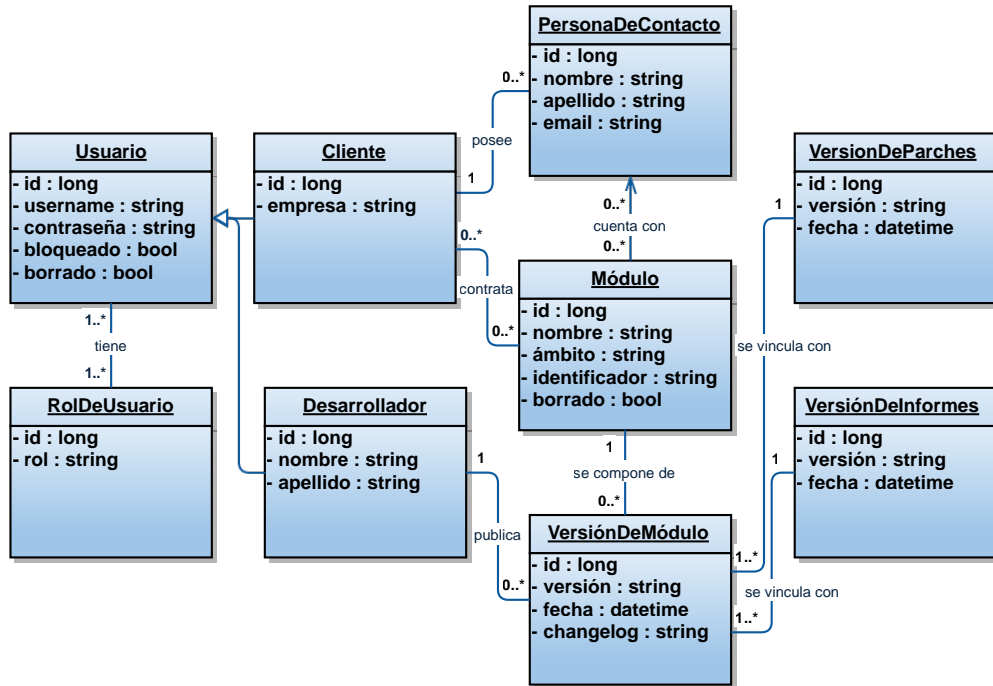 PersonaDeContacto
- id : long
- nombre : string
- apellido : string
- email : string
0..*
posee
1
Usuario
- id : long
- username : string
- contraseña : string
- bloqueado : bool
- borrado : bool
Cliente
- id : long
- empresa : string
VersionDeParches
- id : long
- versión : string
- fecha : datetime
1
0..*
cuenta con
0..*
0..*
contrata
0..*
Módulo
- id : long
- nombre : string
- ámbito : string
- identificador : string
- borrado : bool
1..*
tiene
1..*
se vincula con
RolDeUsuario
- id : long
- rol : string
Desarrollador
- id : long
- nombre : string
- apellido : string
VersiónDeInformes
- id : long
- versión : string
- fecha : datetime
1
1
1
se compone de
0..*
publica
0..*
VersiónDeMódulo
- id : long
- versión : string
- fecha : datetime
- changelog : string
1..*
se vincula con
1..*